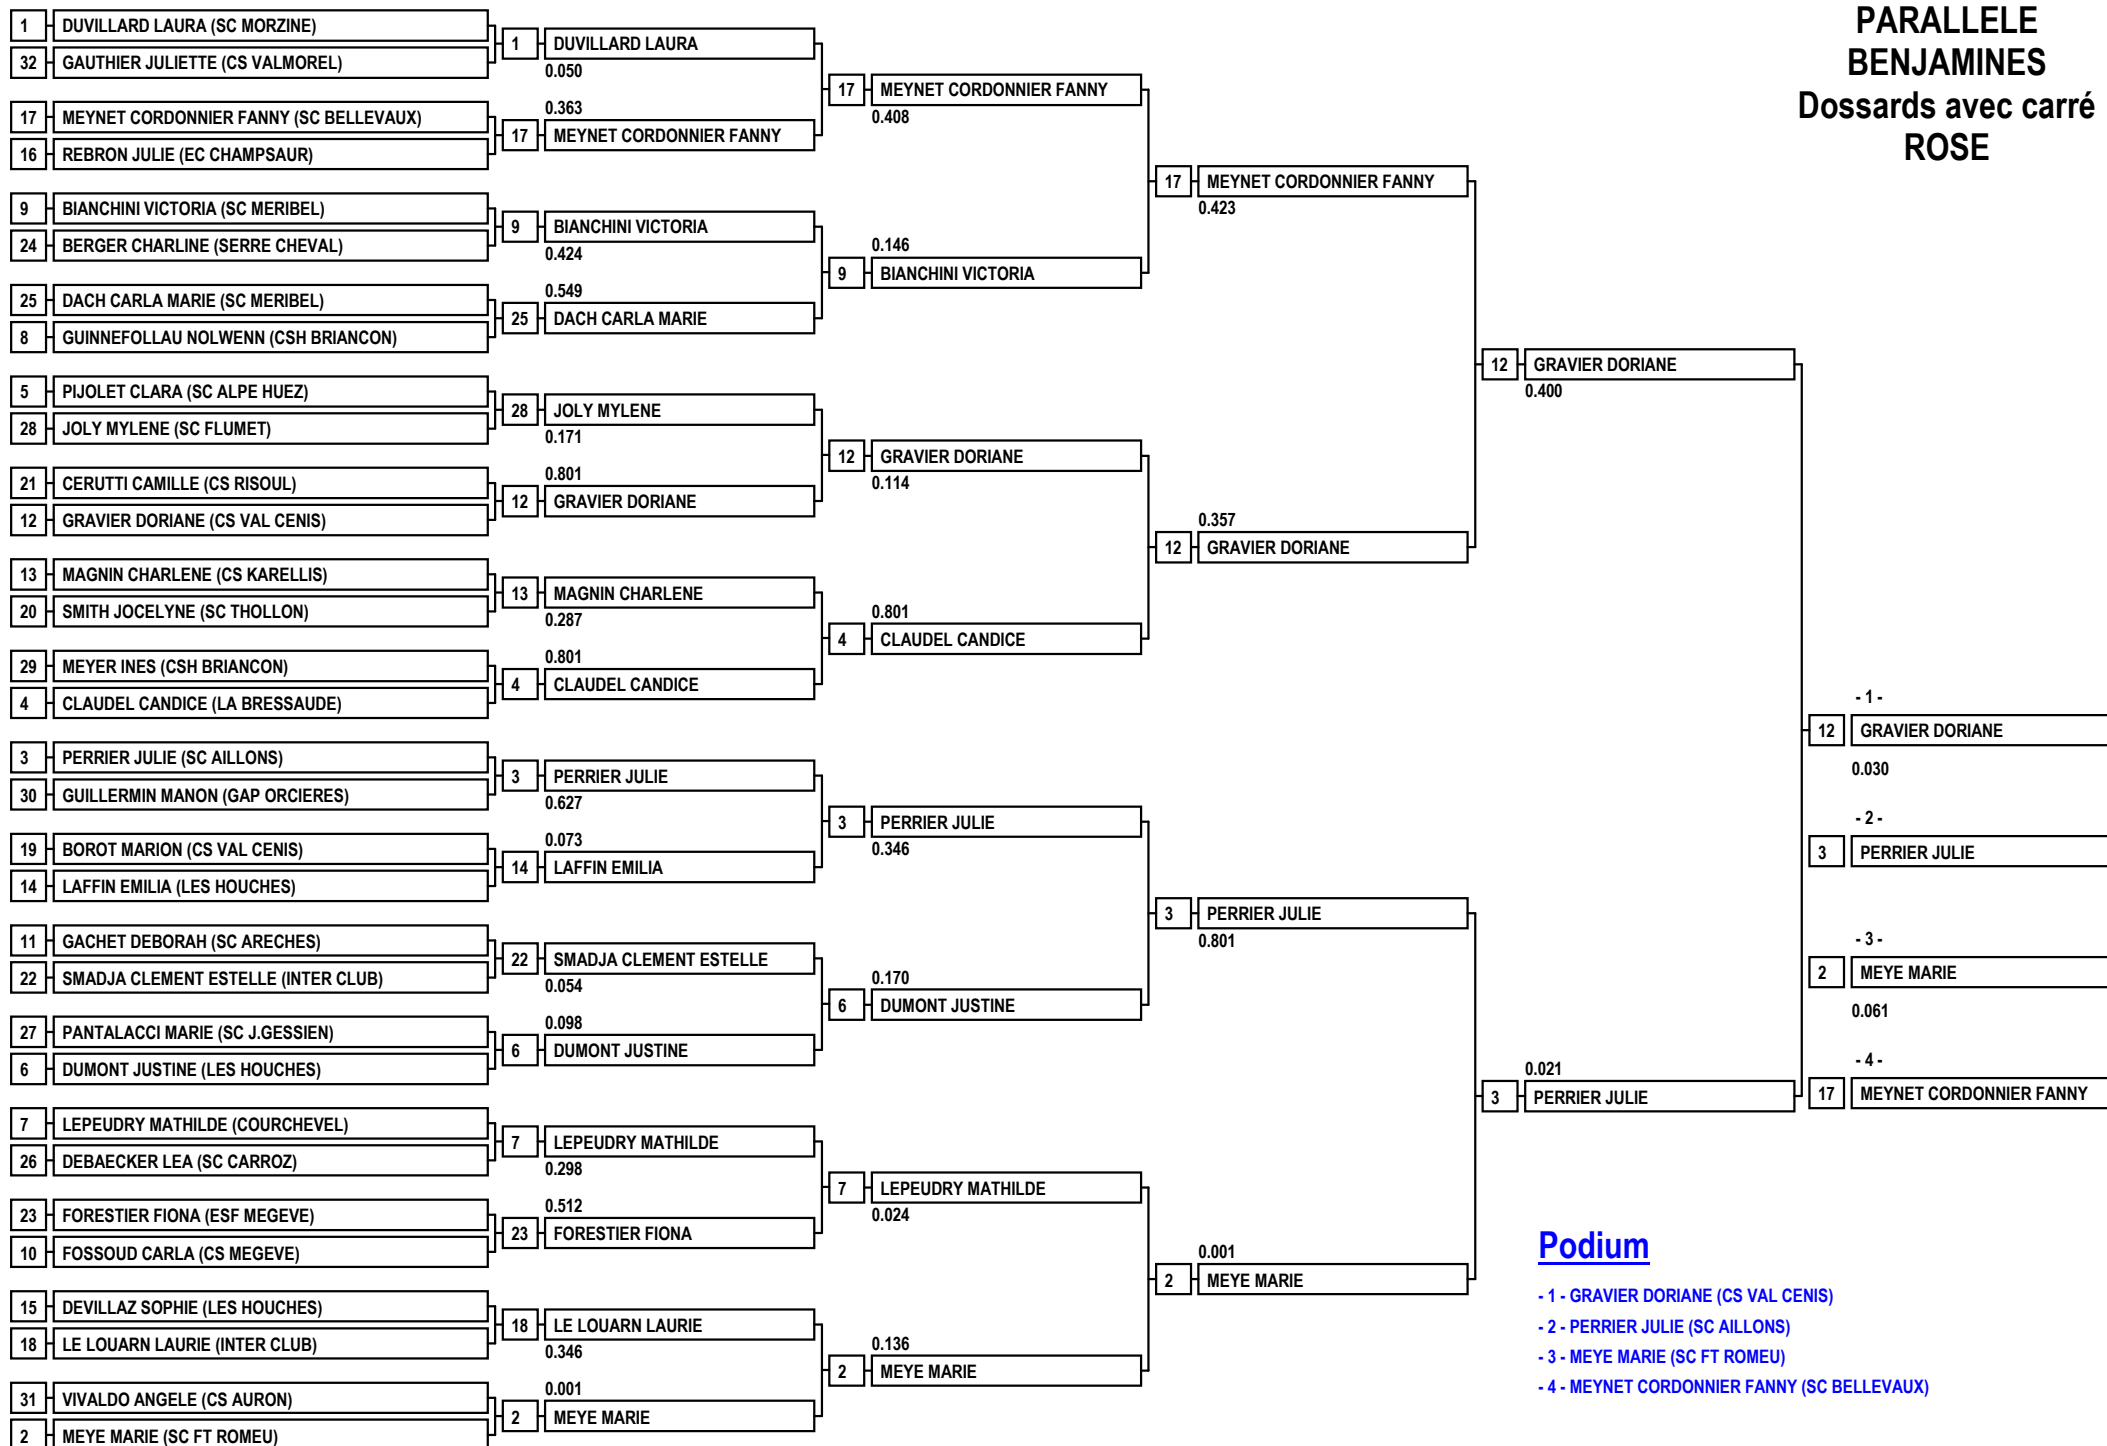 PARALLELE
BENJAMINES
Dossards avec carré
ROSE
1 DUVILLARD LAURA (SC MORZINE)
32 GAUTHIER JULIETTE (CS VALMOREL)
17 MEYNET CORDONNIER FANNY (SC BELLEVAUX)
16 REBRON JULIE (EC CHAMPSAUR)
9 BIANCHINI VICTORIA (SC MERIBEL)
24 BERGER CHARLINE (SERRE CHEVAL)
25 DACH CARLA MARIE (SC MERIBEL)
8 GUINNEFOLLAU NOLWENN (CSH BRIANCON)
5 PIJOLET CLARA (SC ALPE HUEZ)
28 JOLY MYLENE (SC FLUMET)
21 CERUTTI CAMILLE (CS RISOUL)
12 GRAVIER DORIANE (CS VAL CENIS)
13 MAGNIN CHARLENE (CS KARELLIS)
20 SMITH JOCELYNE (SC THOLLON)
29 MEYER INES (CSH BRIANCON)
4 CLAUDEL CANDICE (LA BRESSAUDE)
3 PERRIER JULIE (SC AILLONS)
30 GUILLERMIN MANON (GAP ORCIERES)
19 BOROT MARION (CS VAL CENIS)
14 LAFFIN EMILIA (LES HOUCHES)
11 GACHET DEBORAH (SC ARECHES)
22 SMADJA CLEMENT ESTELLE (INTER CLUB)
27 PANTALACCI MARIE (SC J.GESSIEN)
6 DUMONT JUSTINE (LES HOUCHES)
7 LEPEUDRY MATHILDE (COURCHEVEL)
26 DEBAECKER LEA (SC CARROZ)
23 FORESTIER FIONA (ESF MEGEVE)
10 FOSSOUD CARLA (CS MEGEVE)
15 DEVILLAZ SOPHIE (LES HOUCHES)
18 LE LOUARN LAURIE (INTER CLUB)
31 VIVALDO ANGELE (CS AURON)
2 MEYE MARIE (SC FT ROMEU)
1 DUVILLARD LAURA
0.050
0.363
17 MEYNET CORDONNIER FANNY
9 BIANCHINI VICTORIA
0.424
0.549
25 DACH CARLA MARIE
28 JOLY MYLENE
0.171
0.801
12 GRAVIER DORIANE
13 MAGNIN CHARLENE
0.287
0.801
4 CLAUDEL CANDICE
3 PERRIER JULIE
0.627
0.073
14 LAFFIN EMILIA
22 SMADJA CLEMENT ESTELLE
0.054
0.098
6 DUMONT JUSTINE
7 LEPEUDRY MATHILDE
0.298
0.512
23 FORESTIER FIONA
18 LE LOUARN LAURIE
0.346
0.001
2 MEYE MARIE
17 MEYNET CORDONNIER FANNY
0.408
0.146
9 BIANCHINI VICTORIA
12 GRAVIER DORIANE
0.114
0.801
4 CLAUDEL CANDICE
3 PERRIER JULIE
0.346
0.170
6 DUMONT JUSTINE
7 LEPEUDRY MATHILDE
0.024
0.136
2 MEYE MARIE
17 MEYNET CORDONNIER FANNY
0.423
0.357
12 GRAVIER DORIANE
3 PERRIER JULIE
0.801
0.001
2 MEYE MARIE
12 GRAVIER DORIANE
0.400
0.021
3 PERRIER JULIE
- 1 -
12 GRAVIER DORIANE
0.030
- 2 -
3 PERRIER JULIE
- 3 -
2 MEYE MARIE
0.061
- 4 -
17 MEYNET CORDONNIER FANNY
Podium
- 1 - GRAVIER DORIANE (CS VAL CENIS)
- 2 - PERRIER JULIE (SC AILLONS)
- 3 - MEYE MARIE (SC FT ROMEU)
- 4 - MEYNET CORDONNIER FANNY (SC BELLEVAUX)